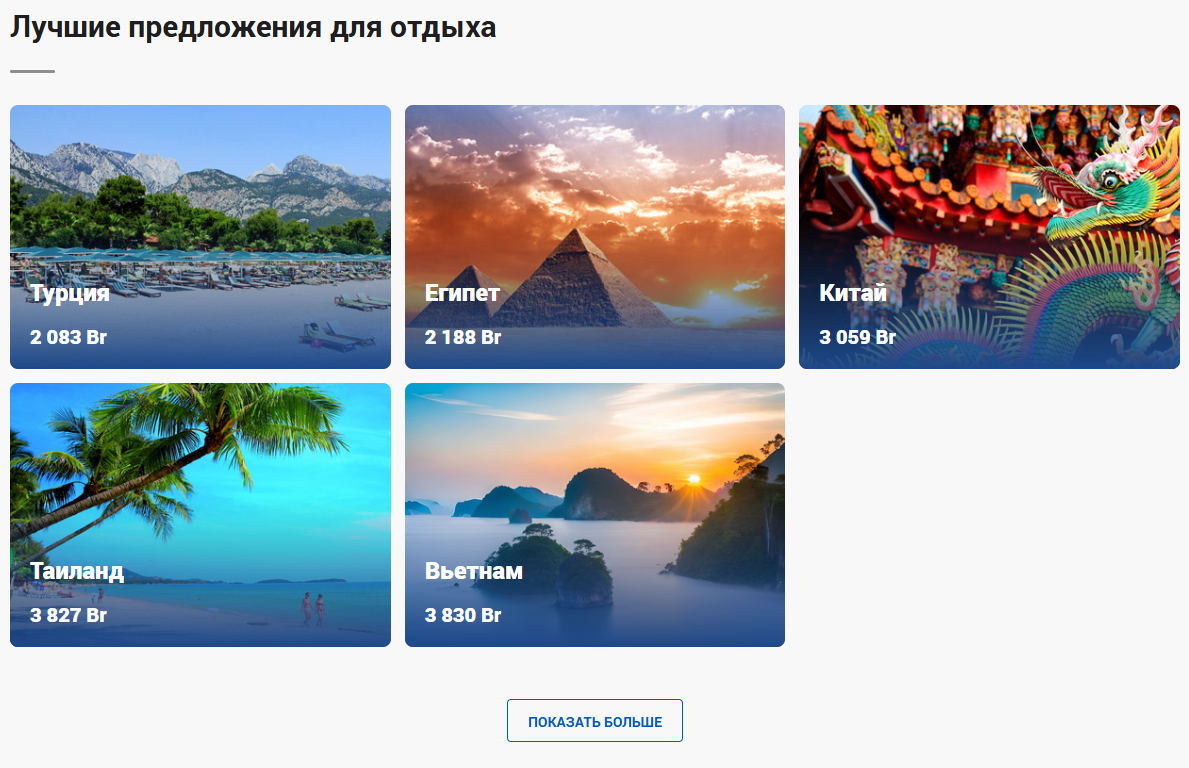 Лучшие предложения для отдыха
Турция
2 083 Br
Египет
2 188 Br
Китай
3 059 Br
Таиланд
3 827 Br
Вьетнам
3 830 Br
ПОКАЗАТЬ БОЛЬШЕ